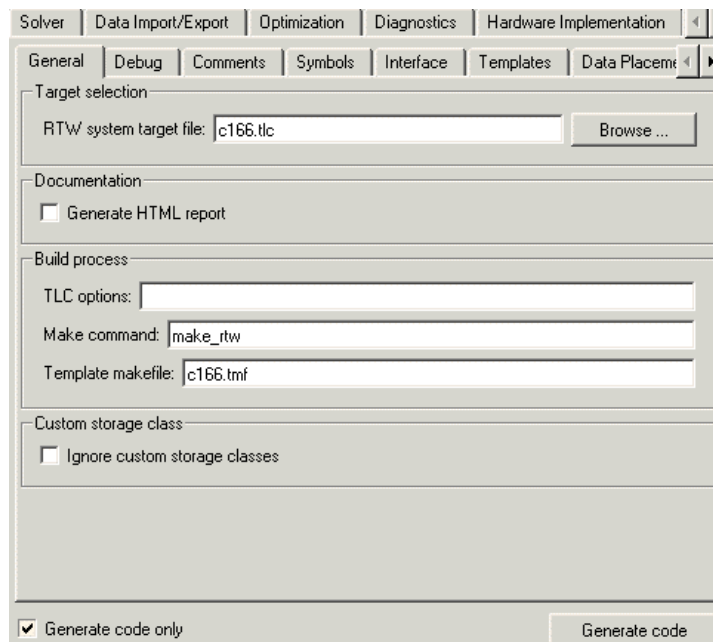 Solver Data Import/Export Optimization Diagnostics Hardware Implementation
General Debug Comments Symbols Interface Templates Data Placeme
Target selection
RTW system target file: c166.tlc Browse ...
Documentation
Generate HTML report
Build process
TLC options:
Make command: make_rtw
Template makefile: c166.tmf
Custom storage class
Ignore custom storage classes
Generate code only Generate code